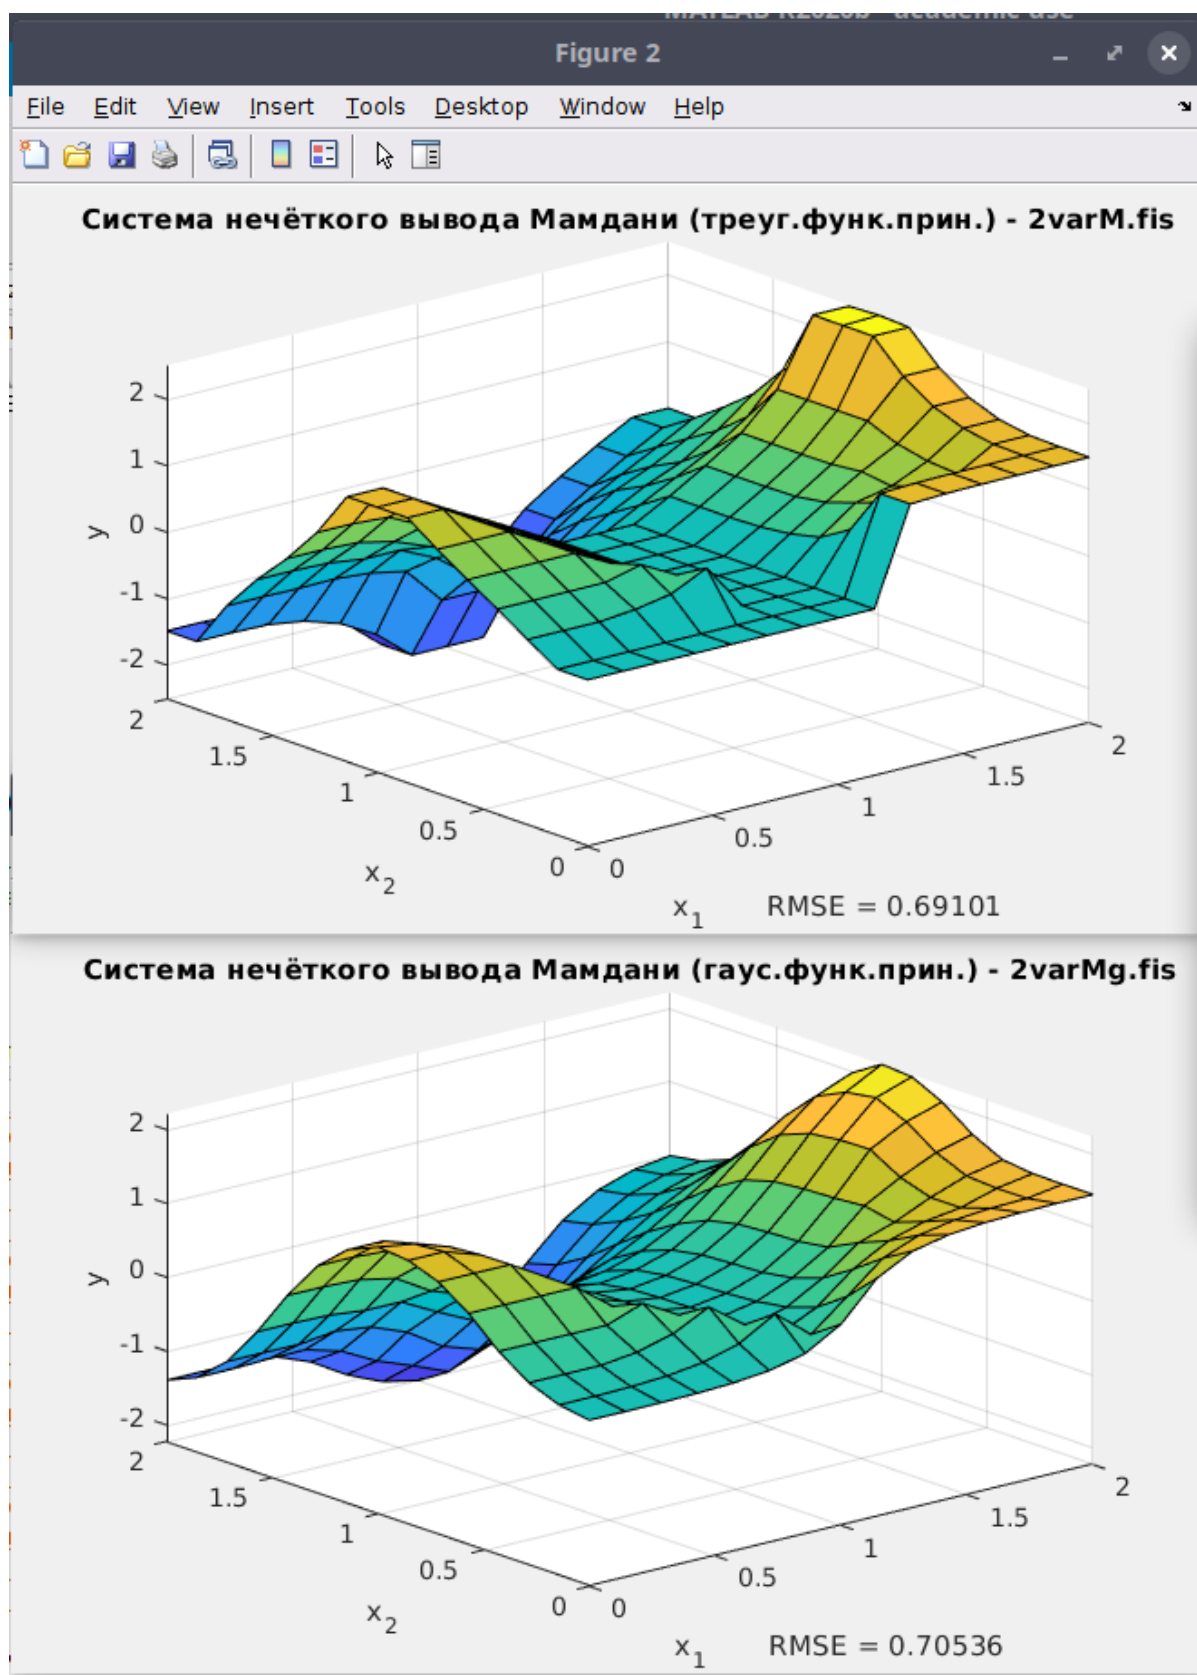 MATLAB R2020b - academic use
Figure 2
File Edit View Insert Tools Desktop Window Help
Система нечёткого вывода Мамдани (треуг.функ.прин.) - 2varM.fis
2
1
0
-1
-2
y
2
1.5
1
0.5
0
x2
0
0.5
1
1.5
2
x1
RMSE = 0.69101
Система нечёткого вывода Мамдани (гаус.функ.прин.) - 2varMg.fis
2
1
0
-1
-2
y
2
1.5
1
0.5
0
x2
0
0.5
1
1.5
2
x1
RMSE = 0.70536